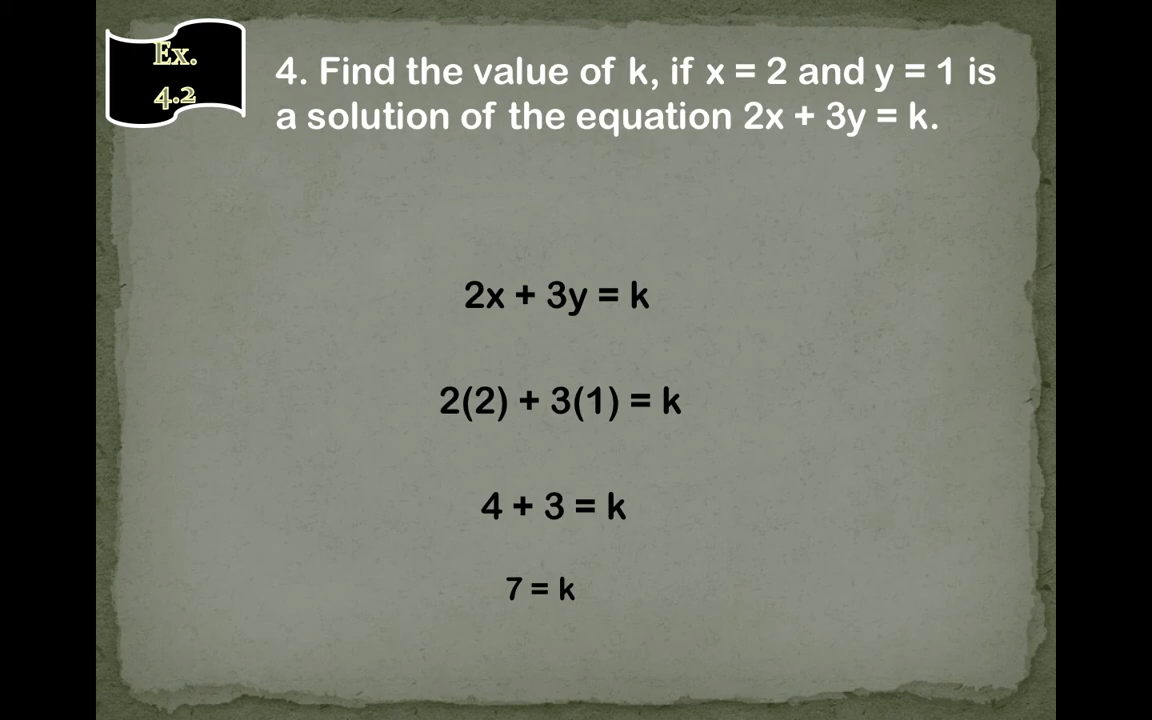 Ex.
4.2
4. Find the value of k, if x = 2 and y = 1 is
a solution of the equation 2x + 3y = k.
2x + 3y = k
2(2) + 3(1) = k
4 + 3 = k
7 = k